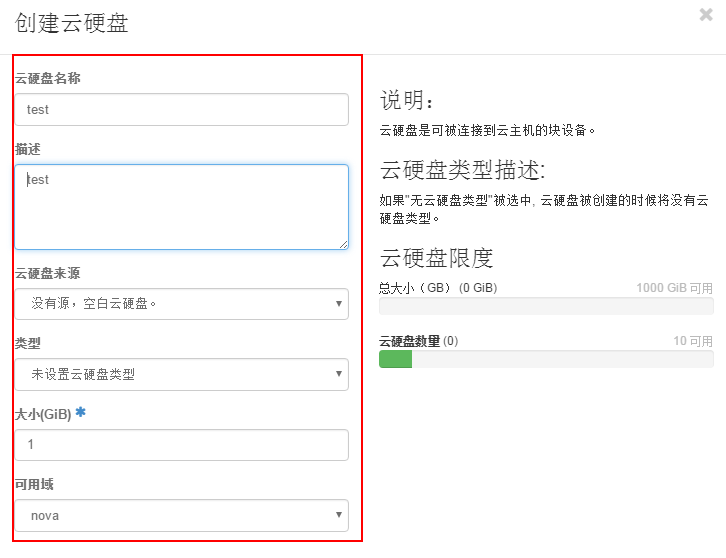 创建云硬盘
×
云硬盘名称
test
描述
test
云硬盘来源
没有源，空白云硬盘。
类型
未设置云硬盘类型
大小(GiB) *
1
可用域
nova
说明：
云硬盘是可被连接到云主机的块设备。
云硬盘类型描述:
如果"无云硬盘类型"被选中, 云硬盘被创建的时候将没有云
硬盘类型。
云硬盘限度
总大小（GB） (0 GiB) 1000 GiB 可用
云硬盘数量 (0) 10 可用